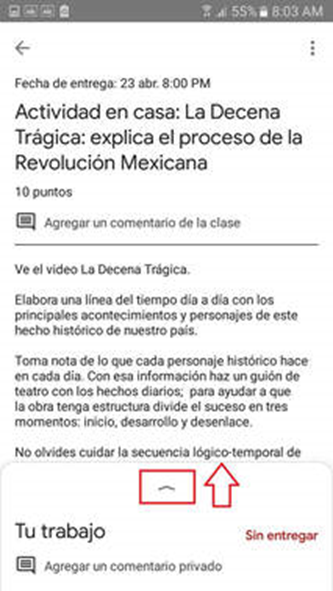 55% 8:03 AM
Fecha de entrega: 23 abr. 8:00 PM
Actividad en casa: La Decena
Trágica: explica el proceso de la
Revolución Mexicana
10 puntos
Agregar un comentario de la clase
Ve el video La Decena Trágica.
Elabora una línea del tiempo día a día con los
principales acontecimientos y personajes de este
hecho histórico de nuestro país.
Toma nota de lo que cada personaje histórico hace
en cada día. Con esa información haz un guión de
teatro con los hechos diarios; para ayudar a que
la obra tenga estructura divide el suceso en tres
momentos: inicio, desarrollo y desenlace.
No olvides cuidar la secuencia lógico-temporal de
Tu trabajo Sin entregar
Agregar un comentario privado